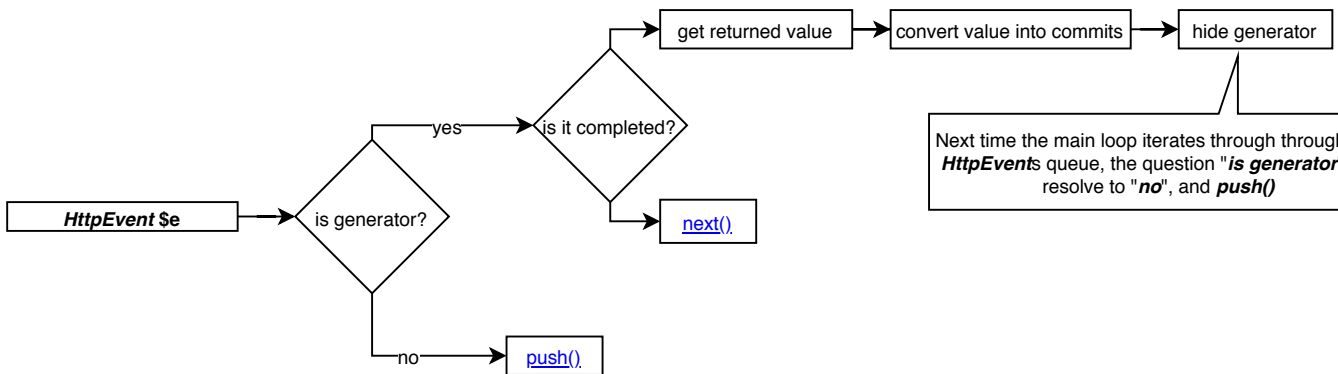 get returned value
convert value into commits
hide generator
yes
is it completed?
Next time the main loop iterates through through
HttpEvents queue, the question "is generator
resolve to "no", and push()
HttpEvent $e
is generator?
next()
no
push()